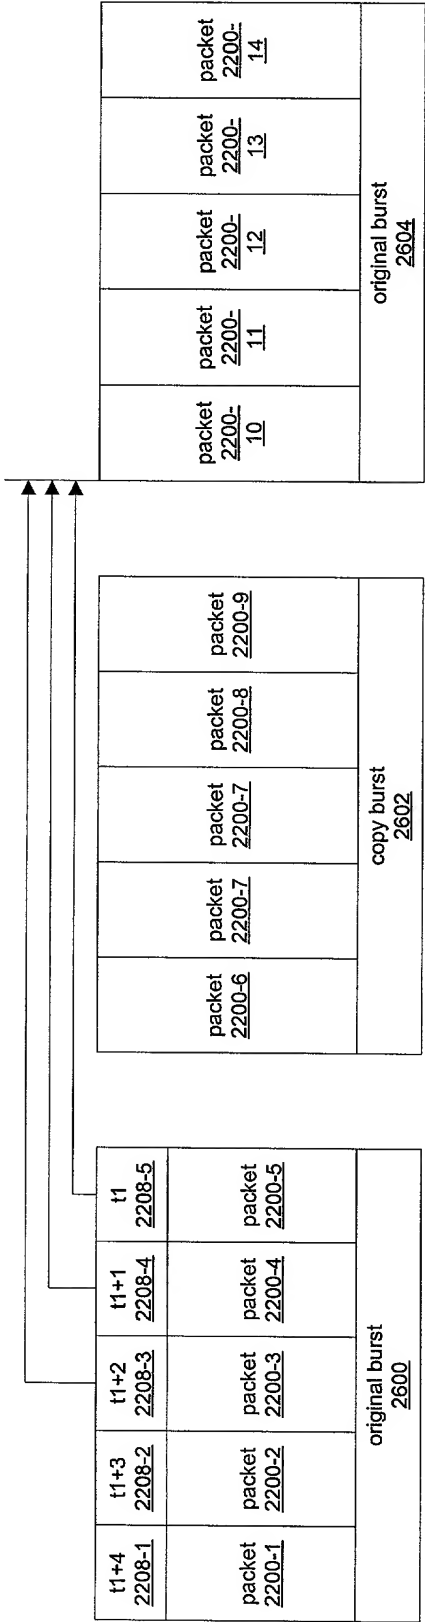 t1+4
2208-1
t1+3
2208-2
t1+2
2208-3
t1+1
2208-4
t1
2208-5
packet
2200-1
packet
2200-2
packet
2200-3
packet
2200-4
packet
2200-5
original burst
2600
packet
2200-6
packet
2200-7
packet
2200-7
packet
2200-8
packet
2200-9
copy burst
2602
packet
2200-
10
packet
2200-
11
packet
2200-
12
packet
2200-
13
packet
2200-
14
original burst
2604